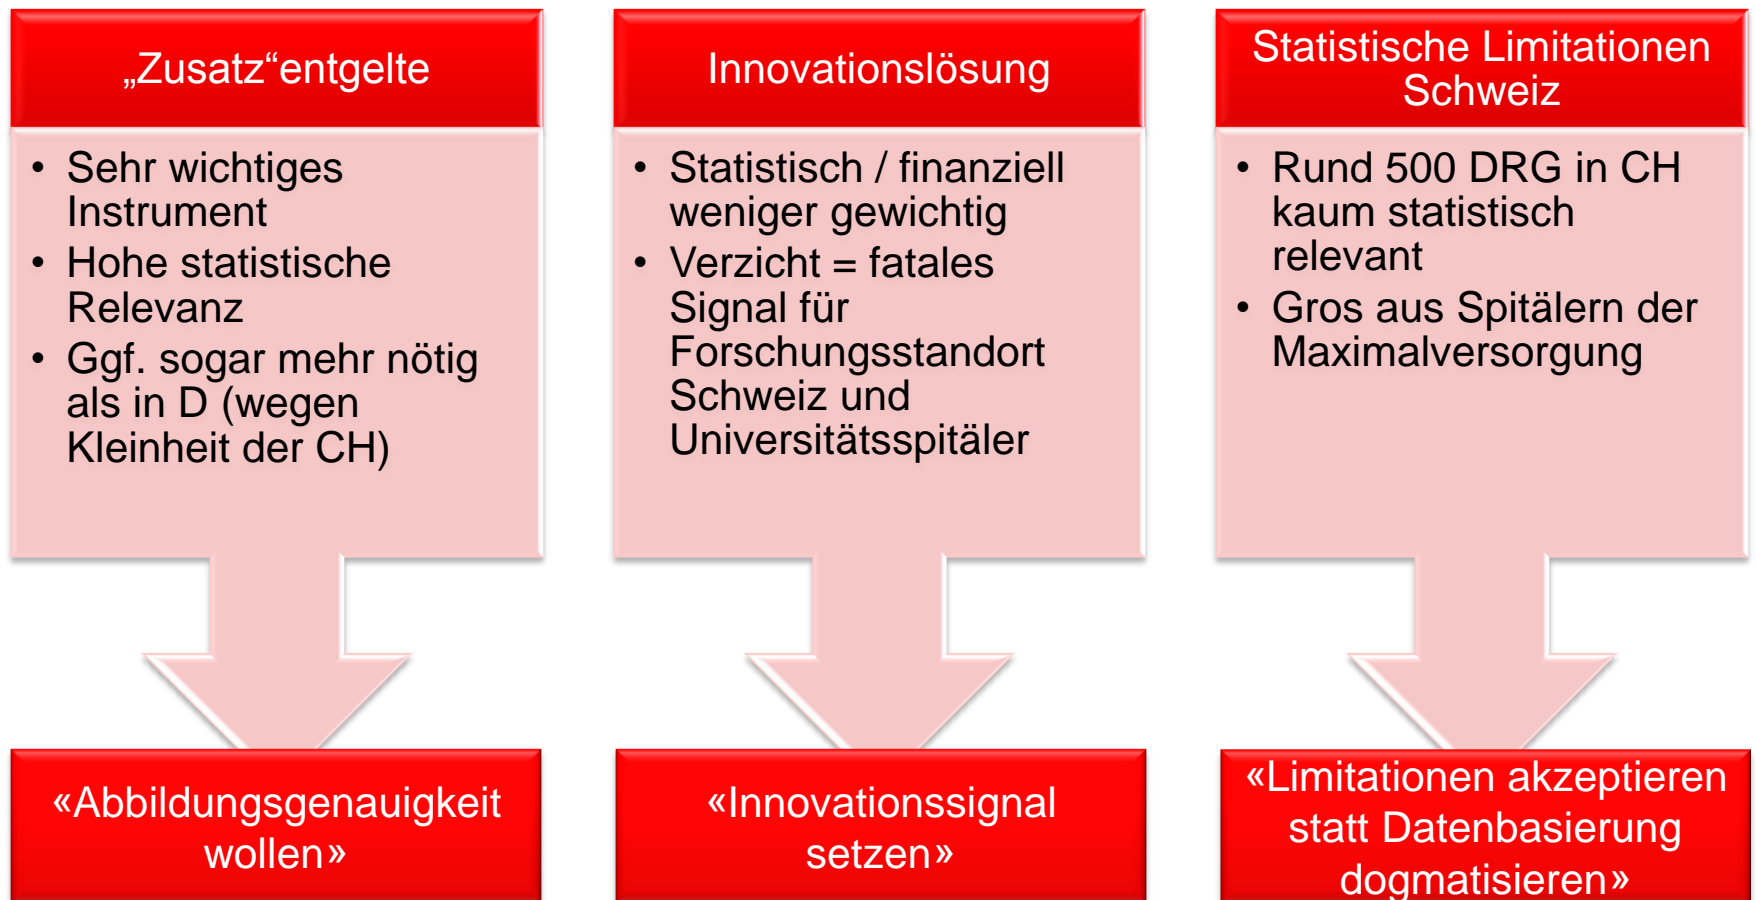 „Zusatz“entgelte
• Sehr wichtiges
Instrument
• Hohe statistische
Relevanz
• Ggf. sogar mehr nötig
als in D (wegen
Kleinheit der CH)
«Abbildungsgenauigkeit
wollen»
Innovationslösung
• Statistisch / finanziell
weniger gewichtig
• Verzicht = fatales
Signal für
Forschungsstandort
Schweiz und
Universitätsspitäler
«Innovationssignal
setzen»
Statistische Limitationen
Schweiz
• Rund 500 DRG in CH
kaum statistisch
relevant
• Gros aus Spitälern der
Maximalversorgung
«Limitationen akzeptieren
statt Datenbasierung
dogmatisieren»